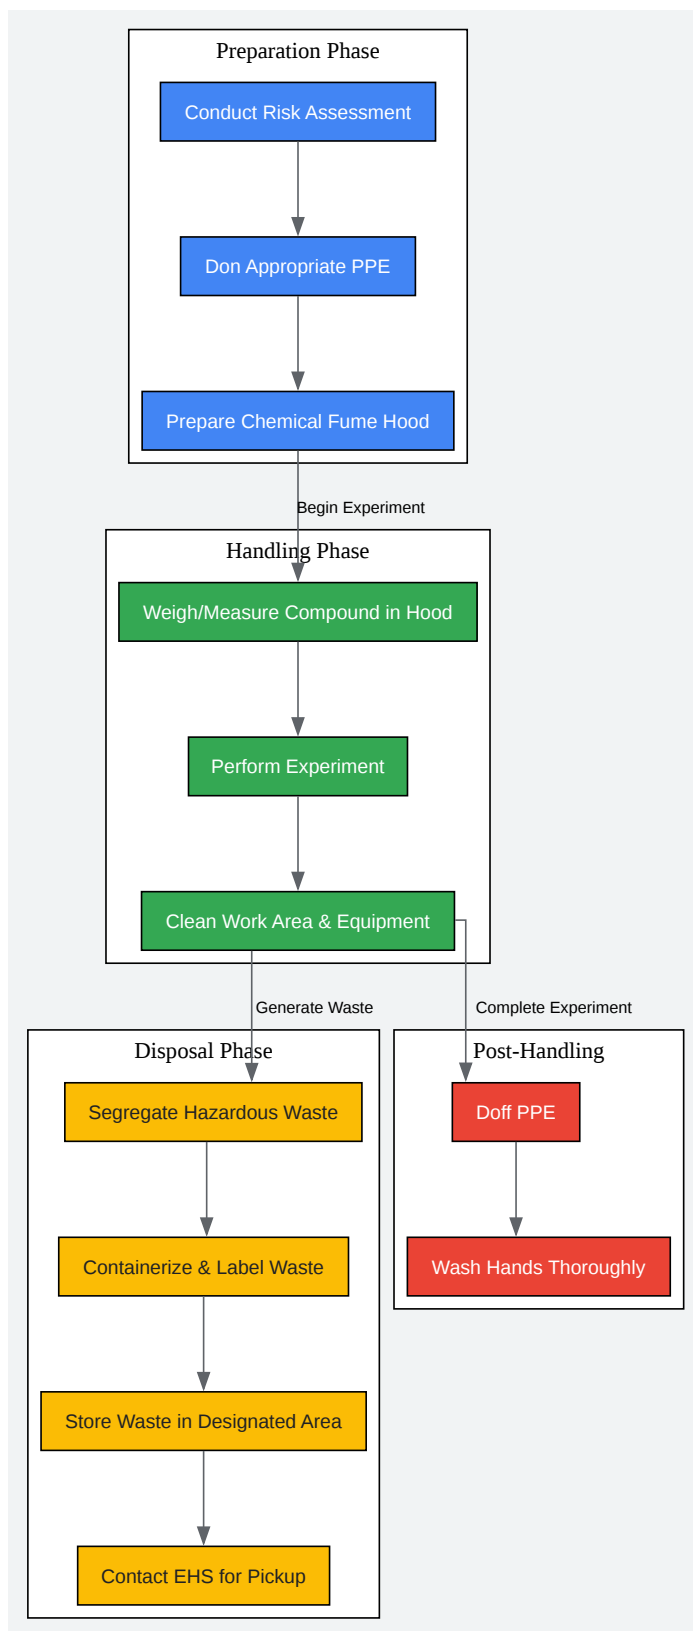 Preparation Phase
Conduct Risk Assessment
Don Appropriate PPE
Prepare Chemical Fume Hood
Begin Experiment
Handling Phase
Weigh/Measure Compound in Hood
Perform Experiment
Clean Work Area & Equipment
Generate Waste
Complete Experiment
Disposal Phase
Post-Handling
Segregate Hazardous Waste
Doff PPE
Containerize & Label Waste
Wash Hands Thoroughly
Store Waste in Designated Area
Contact EHS for Pickup